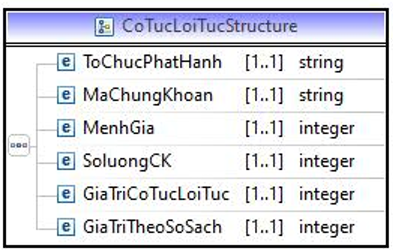 CoTucLoiTucStructure
e ToChucPhatHanh [1..1] string
e MaChungKhoan [1..1] string
e MenhGia [1..1] integer
e SoluongCK [1..1] integer
e GiaTriCoTucLoiTuc [1..1] integer
e GiaTriTheoSoSach [1..1] integer